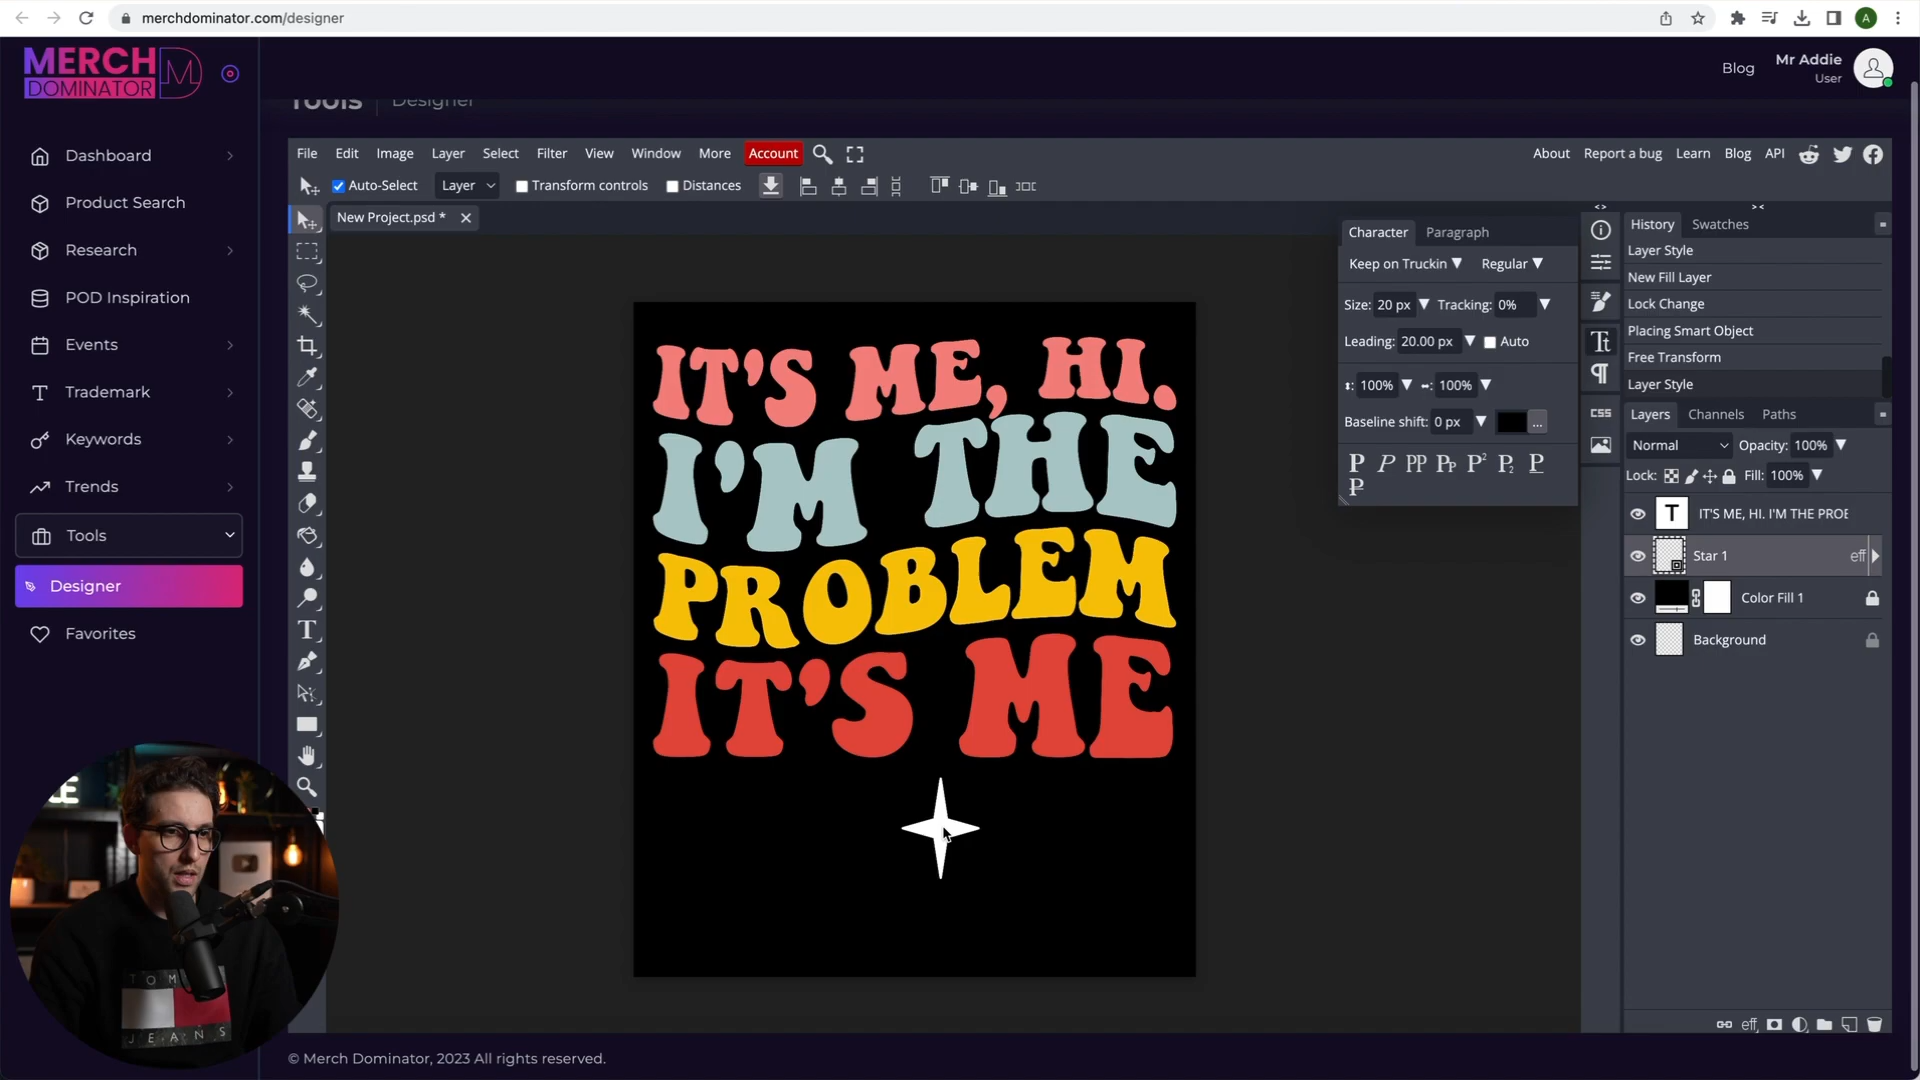 merchdominator.com/designer
A
MERCH
DOMINATOR
Blog
Mr Addie
User
Tools
Designer
Dashboard
Product Search
Research
POD Inspiration
Events
Trademark
Keywords
Trends
Tools
Designer
Favorites
File Edit Image Layer Select Filter View Window More Account
About Report a bug Learn Blog API
Auto-Select Layer Transform controls Distances
New Project.psd *
IT'S ME, HI.
I'M THE
PROBLEM
IT'S ME
Character Paragraph
Keep on Truckin Regular
Size: 20 px Tracking: 0%
Leading: 20.00 px Auto
100% 100%
Baseline shift: 0 px ...
CSS
History Swatches
Layer Style
New Fill Layer
Lock Change
Placing Smart Object
Free Transform
Layer Style
Layers Channels Paths
Normal Opacity: 100%
Lock: Fill: 100%
T IT'S ME, HI. I'M THE PROE
Star 1 eff
Color Fill 1
Background
eff
TOMM
JEANS
© Merch Dominator, 2023 All rights reserved.